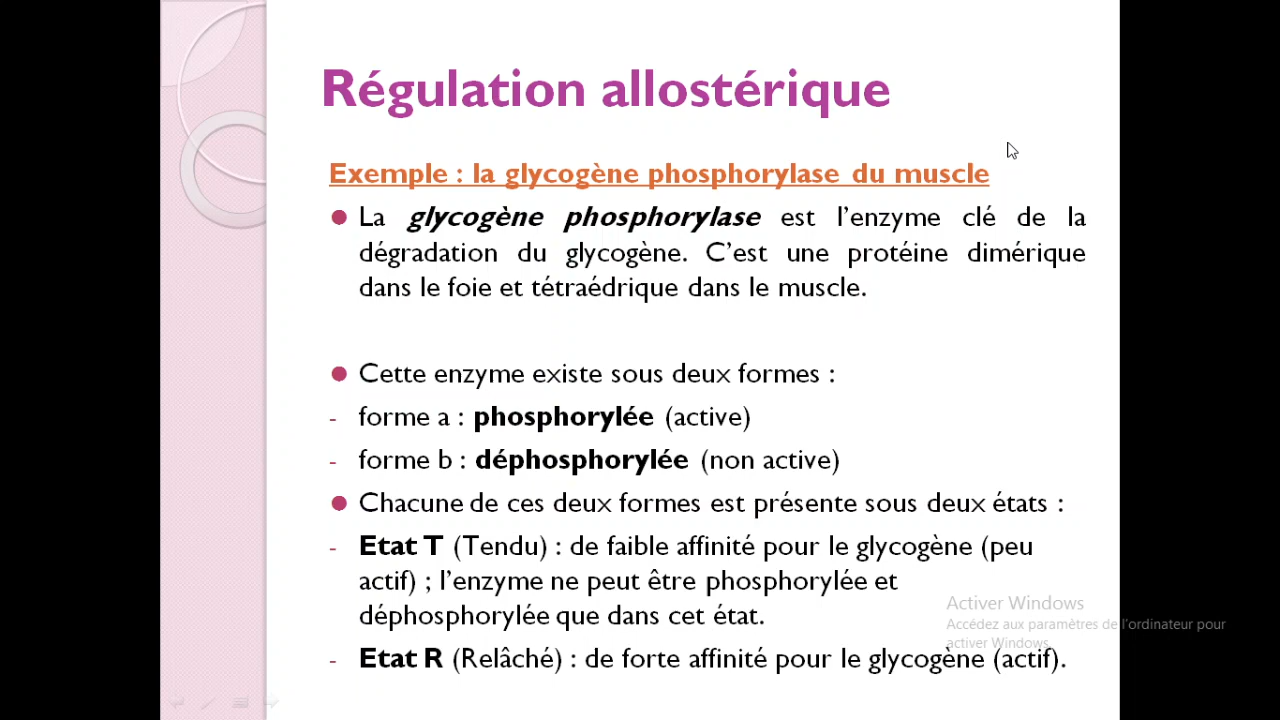 Régulation allostérique
Exemple : la glycogène phosphorylase du muscle
La glycogène phosphorylase est l’enzyme clé de la
dégradation du glycogène. C’est une protéine dimérique
dans le foie et tétraédrique dans le muscle.
Cette enzyme existe sous deux formes :
- forme a : phosphorylée (active)
- forme b : déphosphorylée (non active)
Chacune de ces deux formes est présente sous deux états :
- Etat T (Tendu) : de faible affinité pour le glycogène (peu
actif) ; l’enzyme ne peut être phosphorylée et
déphosphorylée que dans cet état.
- Etat R (Relâché) : de forte affinité pour le glycogène (actif).
Activer Windows
Accédez aux paramètres de l'ordinateur pour
activer Windows.